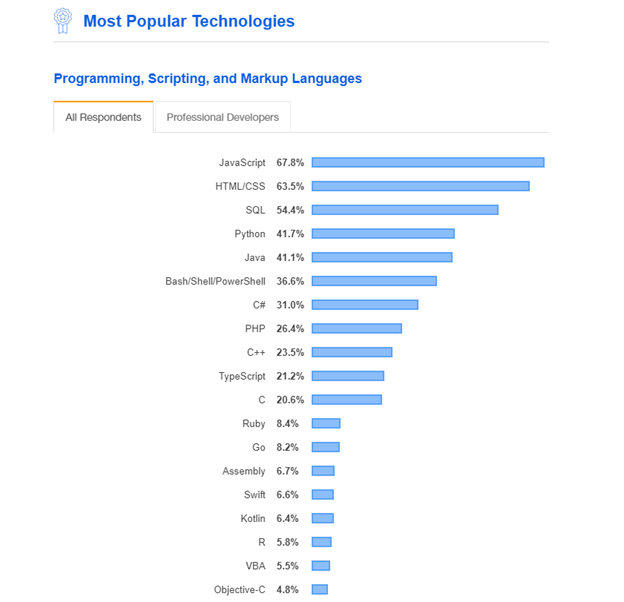 Most Popular Technologies
Programming, Scripting, and Markup Languages
All Respondents Professional Developers
JavaScript 67.8%
HTML/CSS 63.5%
SQL 54.4%
Python 41.7%
Java 41.1%
Bash/Shell/PowerShell 36.6%
C# 31.0%
PHP 26.4%
C++ 23.5%
TypeScript 21.2%
C 20.6%
Ruby 8.4%
Go 8.2%
Assembly 6.7%
Swift 6.6%
Kotlin 6.4%
R 5.8%
VBA 5.5%
Objective-C 4.8%